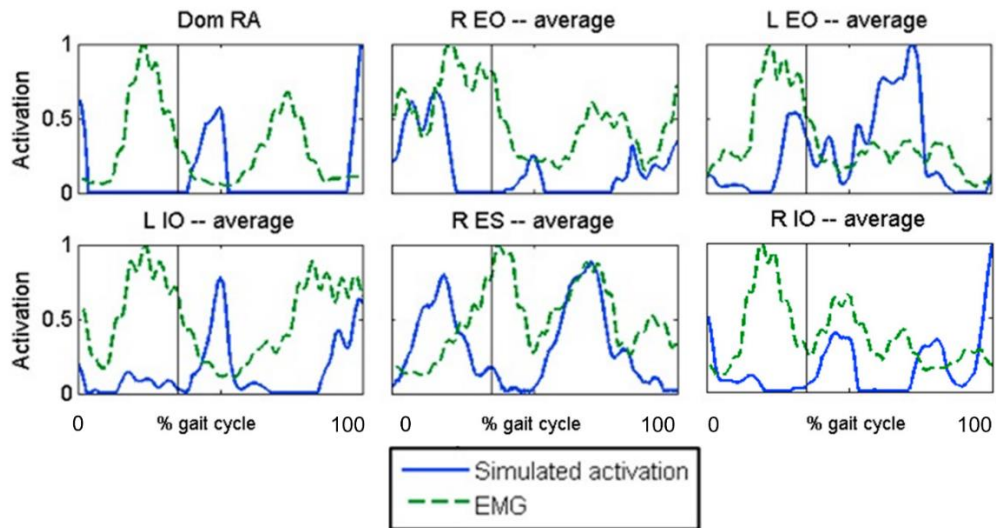 Dom RA
R EO -- average
L EO -- average
Activation
1
0.5
0
L IO -- average
R ES -- average
R IO -- average
Activation
1
0.5
0
0 % gait cycle 100
0 % gait cycle 100
0 % gait cycle 100
Simulated activation
EMG